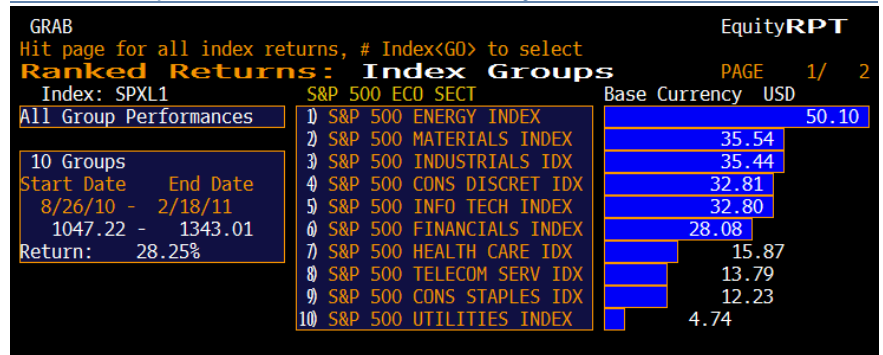 GRAB EquityRPT
Hit page for all index returns, # Index<GO> to select
Ranked Returns: Index Groups PAGE 1/ 2
Index: SPXL1 S&P 500 ECO SECT Base Currency USD
All Group Performances 1) S&P 500 ENERGY INDEX 50.10
2) S&P 500 MATERIALS INDEX 35.54
10 Groups 3) S&P 500 INDUSTRIALS IDX 35.44
Start Date End Date 4) S&P 500 CONS DISCRET IDX 32.81
8/26/10 - 2/18/11 5) S&P 500 INFO TECH INDEX 32.80
1047.22 - 1343.01 6) S&P 500 FINANCIALS INDEX 28.08
Return: 28.25% 7) S&P 500 HEALTH CARE IDX 15.87
8) S&P 500 TELECOM SERV IDX 13.79
9) S&P 500 CONS STAPLES IDX 12.23
10) S&P 500 UTILITIES INDEX 4.74